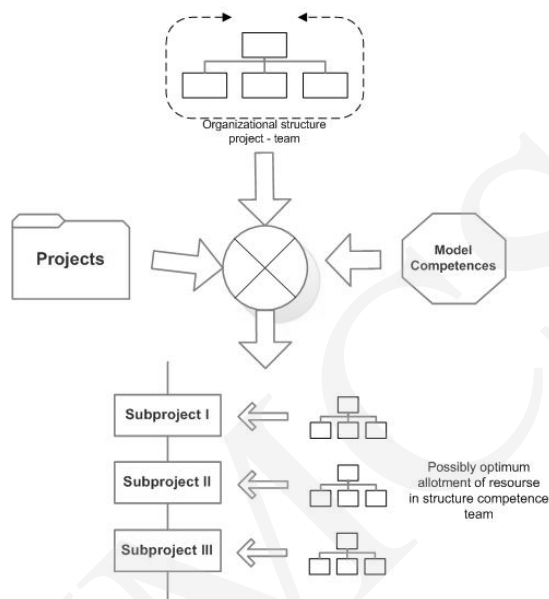 Organizational structure
project - team
Projects
Model
Competences
Subproject I
Subproject II
Possibly optimum
allotment of resourse
in structure competence
team
Subproject III